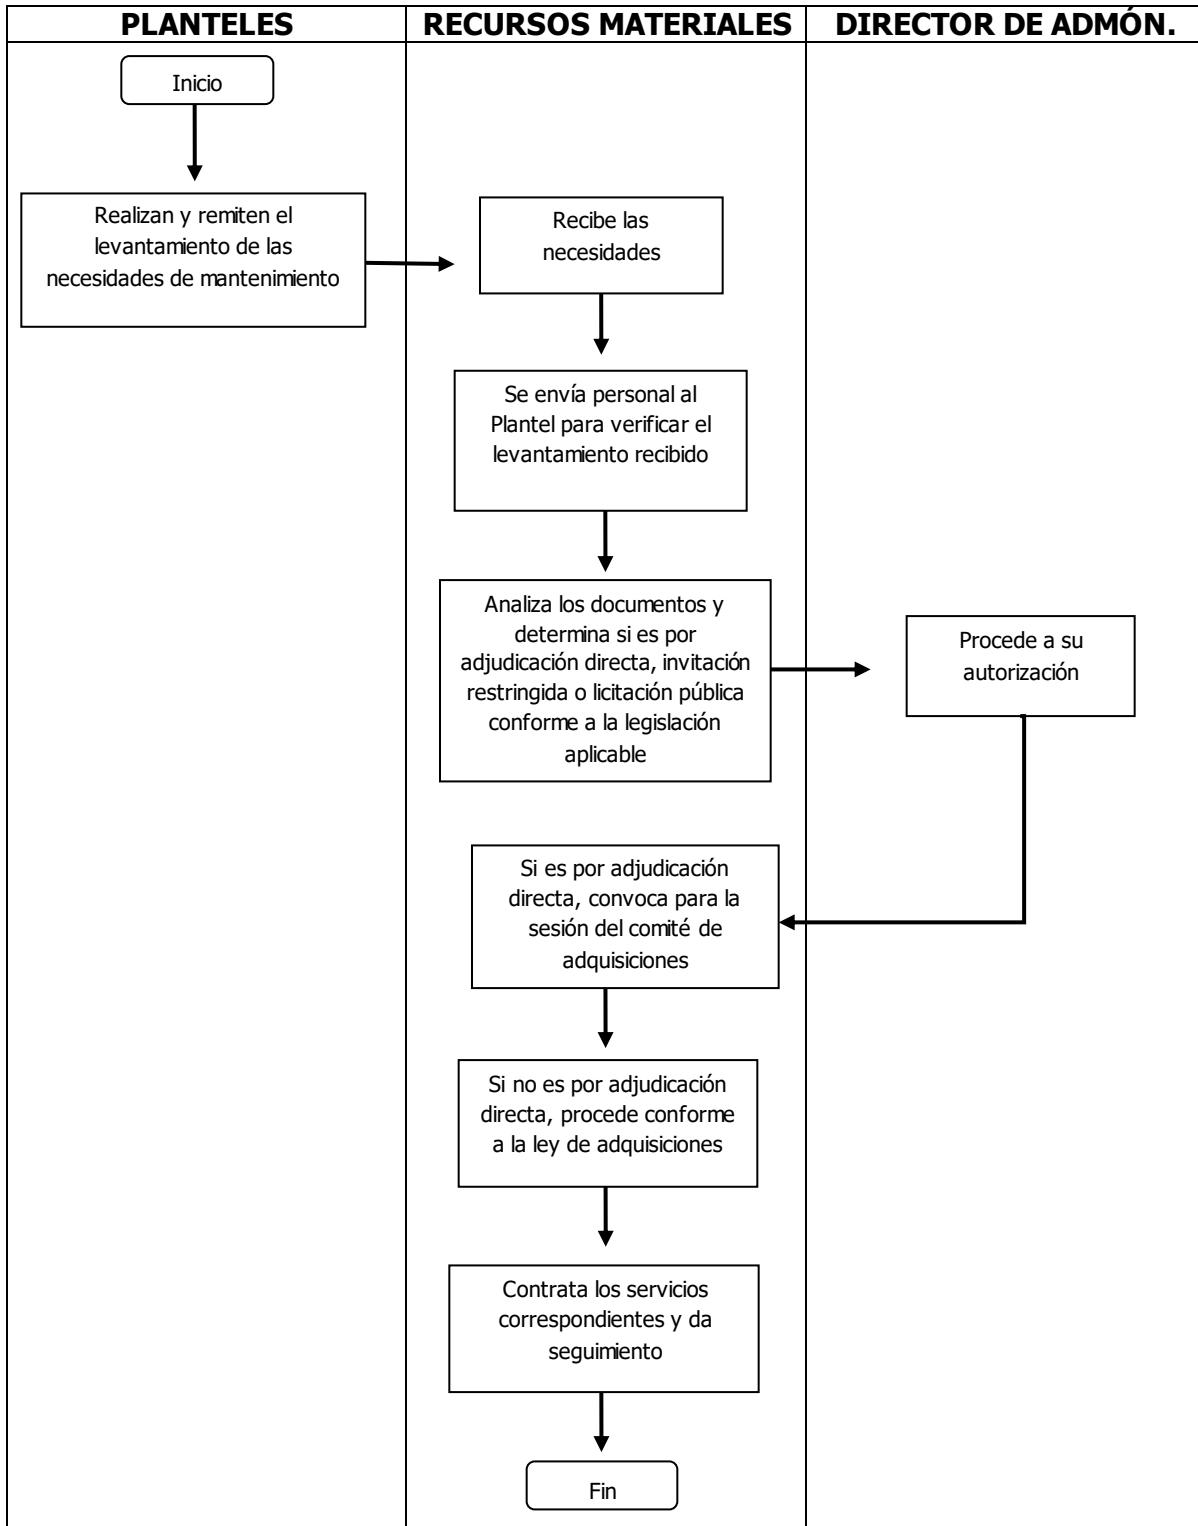 PLANTELES
RECURSOS MATERIALES
DIRECTOR DE ADMÓN.
Inicio
Realizan y remiten el
levantamiento de las
necesidades de mantenimiento
Recibe las
necesidades
Se envía personal al
Plantel para verificar el
levantamiento recibido
Analiza los documentos y
determina si es por
adjudicación directa, invitación
restringida o licitación pública
conforme a la legislación
aplicable
Procede a su
autorización
Si es por adjudicación
directa, convoca para la
sesión del comité de
adquisiciones
Si no es por adjudicación
directa, procede conforme
a la ley de adquisiciones
Contrata los servicios
correspondientes y da
seguimiento
Fin